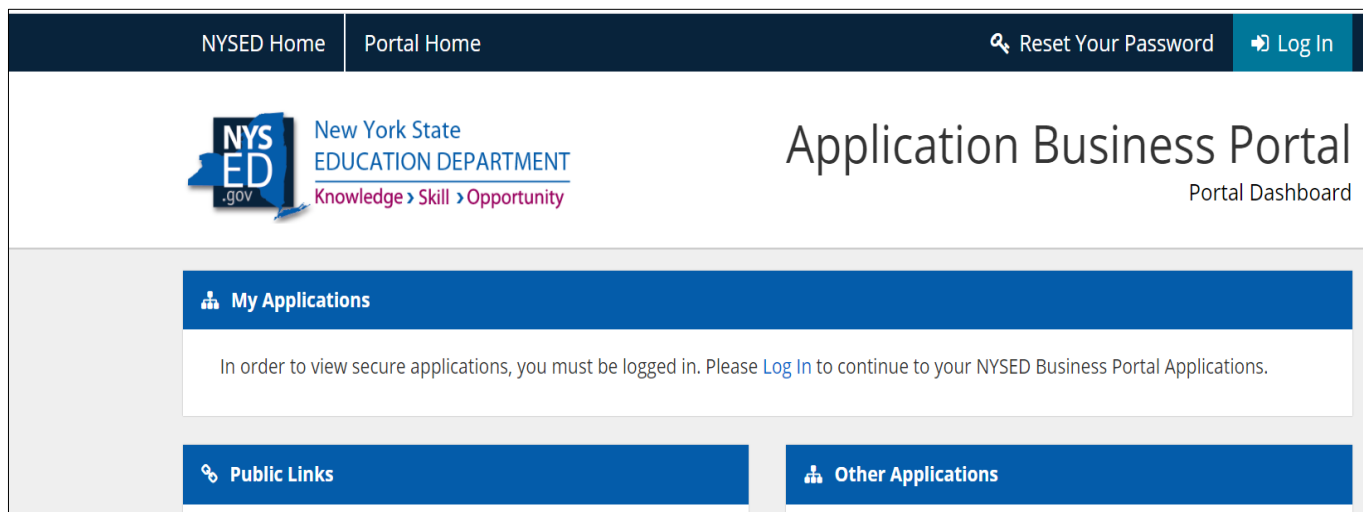 NYSED Home
Portal Home
Reset Your Password
Log In
NYS
ED
.gov
New York State
EDUCATION DEPARTMENT
Knowledge › Skill › Opportunity
Application Business Portal
Portal Dashboard
My Applications
In order to view secure applications, you must be logged in. Please Log In to continue to your NYSED Business Portal Applications.
Public Links
Other Applications